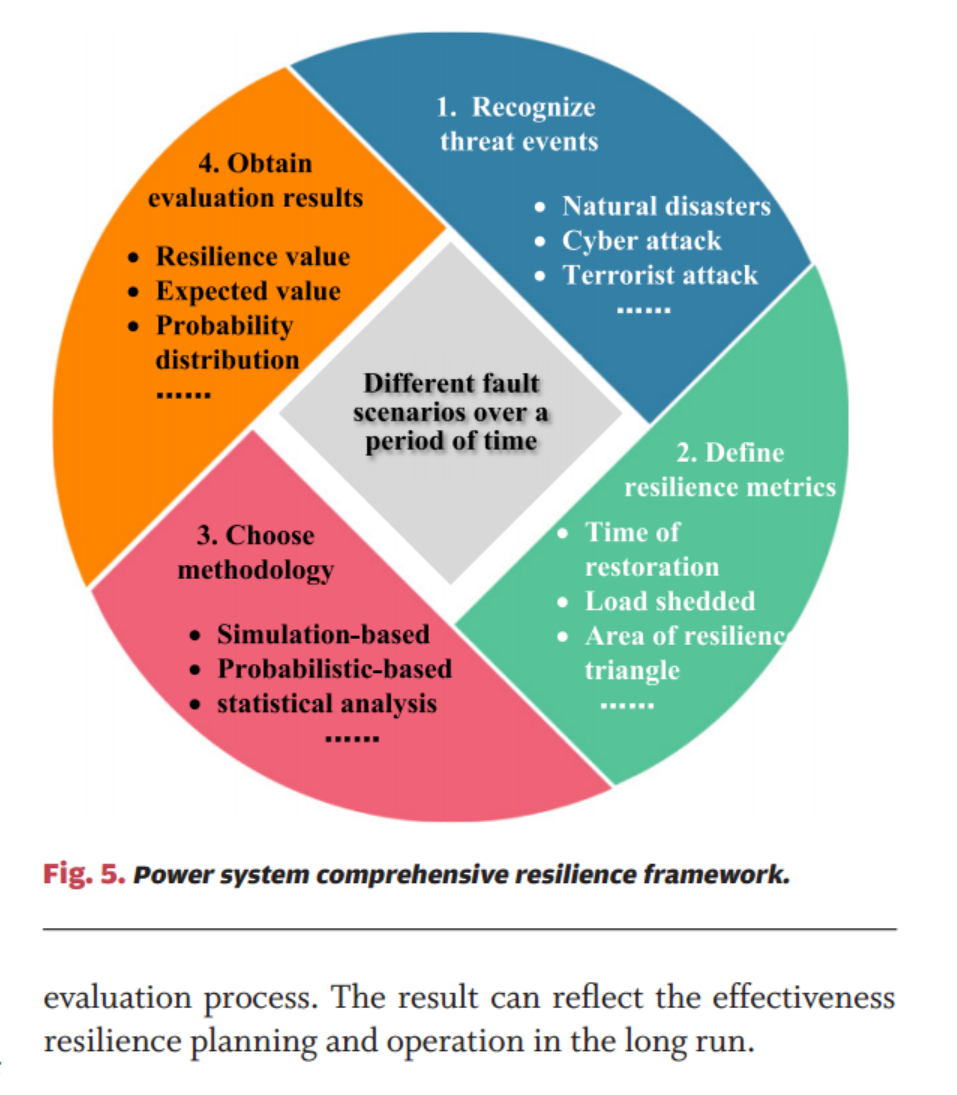 1. Recognize
threat events
• Natural disasters
• Cyber attack
• Terrorist attack
......
2. Define
resilience metrics
• Time of
restoration
• Load shedded
• Area of resilienc
triangle
......
3. Choose
methodology
• Simulation-based
• Probabilistic-based
• statistical analysis
......
4. Obtain
evaluation results
• Resilience value
• Expected value
• Probability
distribution
......
Different fault
scenarios over a
period of time
Fig. 5. Power system comprehensive resilience framework.
evaluation process. The result can reflect the effectiveness
resilience planning and operation in the long run.